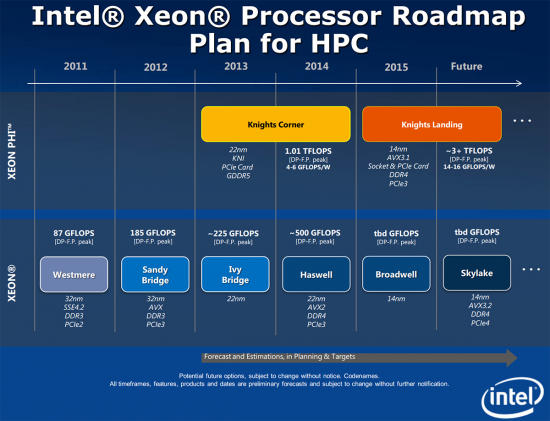 Intel® Xeon® Processor Roadmap
Plan for HPC
2011 2012 2013 2014 2015 Future
XEON PHI™
Knights Corner
Knights Landing
...
22nm
KNI
PCIe Card
GDDR5
1.01 TFLOPS
[DP-F.P. peak]
4-6 GFLOPS/W
14nm
AVX3.1
Socket & PCIe Card
DDR4
PCIe3
~3+ TFLOPS
[DP-F.P. peak]
14-16 GFLOPS/W
XEON®
87 GFLOPS
[DP-F.P. peak]
Westmere
32nm
SSE4.2
DDR3
PCIe2
185 GFLOPS
[DP-F.P. peak]
Sandy
Bridge
32nm
AVX
DDR3
PCIe3
~225 GFLOPS
[DP-F.P. peak]
Ivy
Bridge
22nm
~500 GFLOPS
[DP-F.P. peak]
Haswell
22nm
AVX2
DDR4
PCIe3
tbd GFLOPS
[DP-F.P. peak]
Broadwell
14nm
tbd GFLOPS
[DP-F.P. peak]
Skylake
14nm
AVX3.2
DDR4
PCIe4
...
Forecast and Estimations, in Planning & Targets
Potential future options, subject to change without notice. Codenames.
All timeframes, features, products and dates are preliminary forecasts and subject to change without further notification.
intel